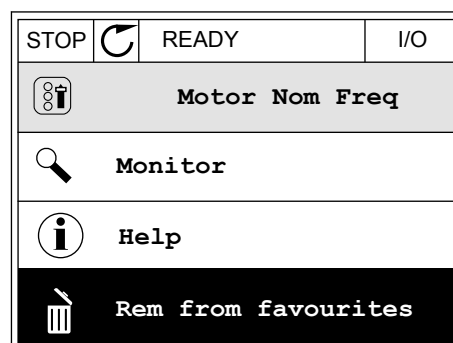 STOP READY I/O
Motor Nom Freq
Monitor
Help
Rem from favourites